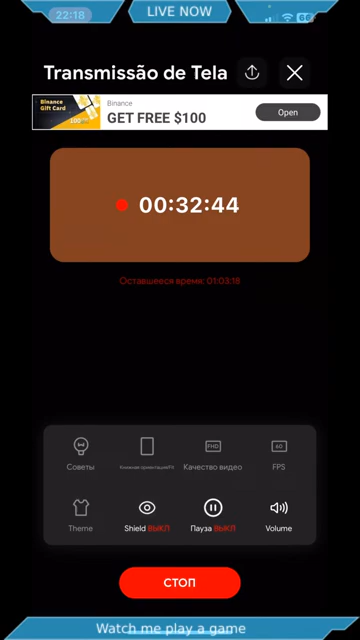 22:18
LIVE NOW
66
Transmissão de Tela
Binance
Gift Card
Binance
GET FREE $100
Open
00:32:44
Оставшееся время: 01:03:18
Советы
Качество видео
FPS
FHD
60
Theme
Shield ВЫКЛ
Пауза ВЫКЛ
Volume
СТОП
Watch me play a game